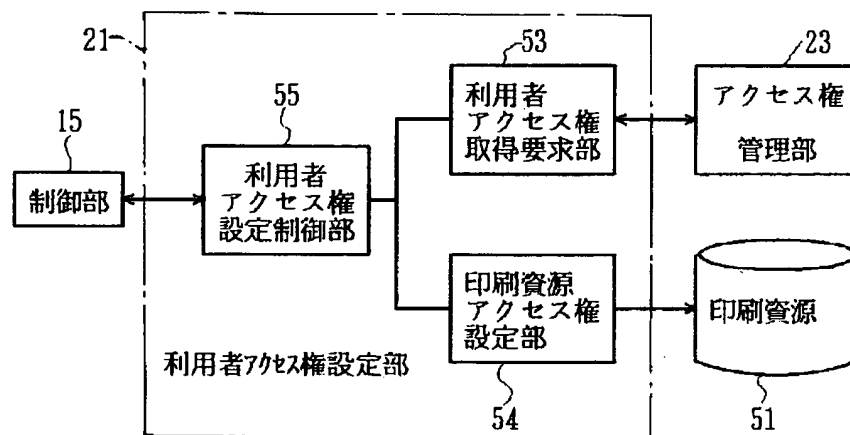 21
53
23
利用者
アクセス権
取得要求部
アクセス権
管理部
55
15
利用者
アクセス権
設定制御部
制御部
印刷資源
アクセス権
設定部
印刷資源
利用者アクセス権設定部
54
51